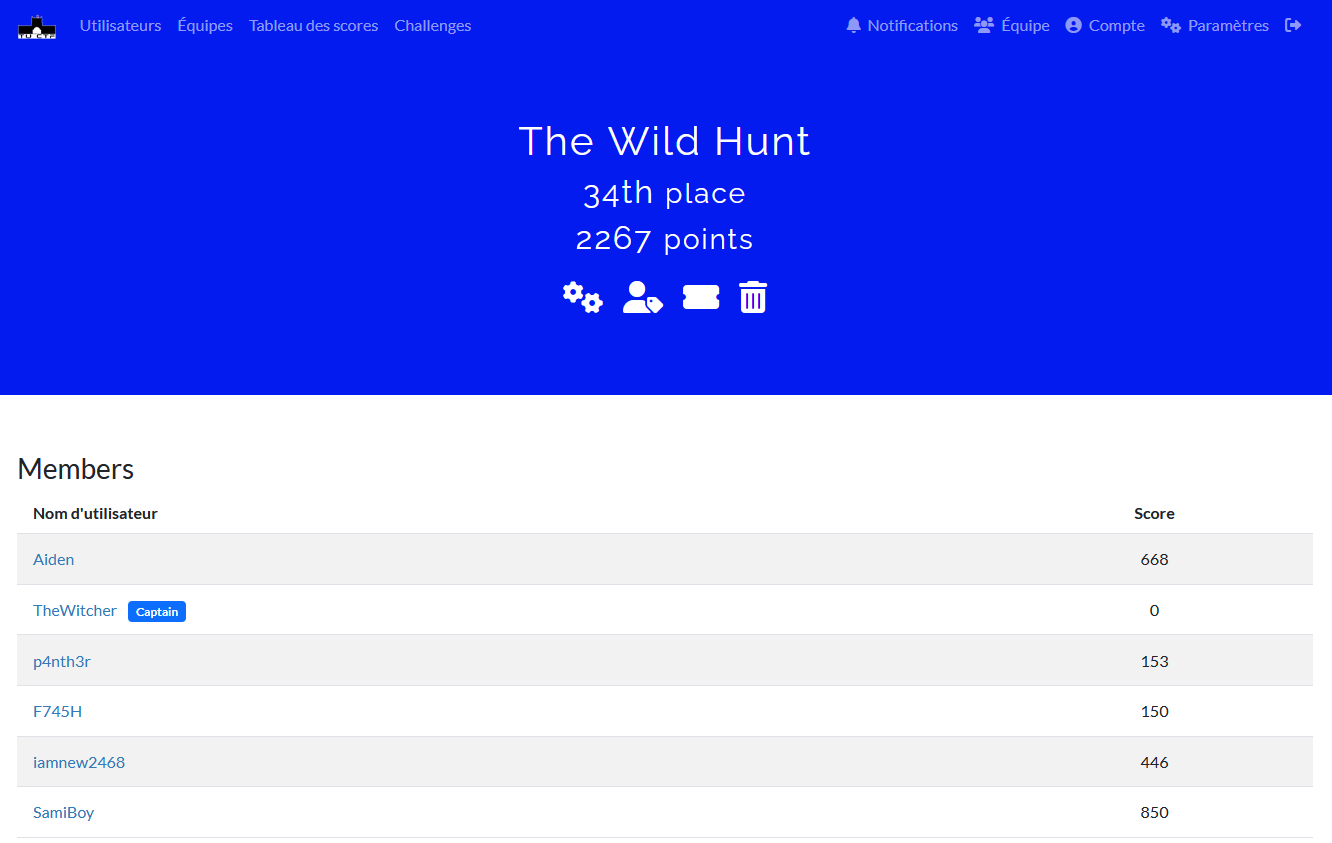 TU CTF
Utilisateurs Équipes Tableau des scores Challenges Notifications Équipe Compte Paramètres
The Wild Hunt
34th place
2267 points
Members
Nom d'utilisateur Score
Aiden 668
TheWitcher Captain 0
p4nth3r 153
F745H 150
iamnew2468 446
SamiBoy 850